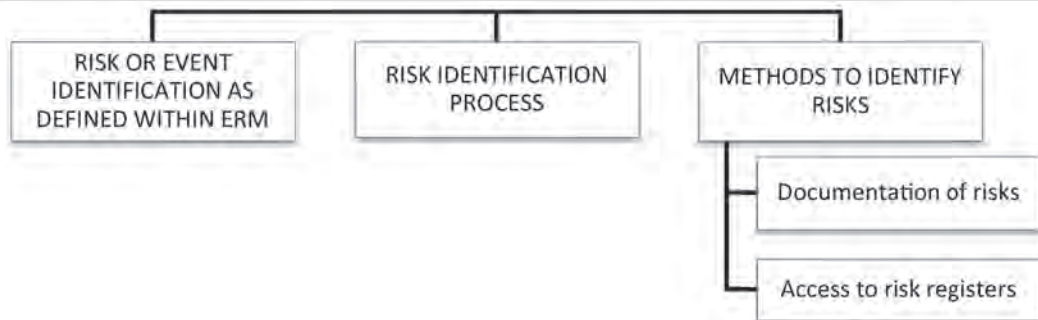 RISK OR EVENT
IDENTIFICATION AS
DEFINED WITHIN ERM
RISK IDENTIFICATION
PROCESS
METHODS TO IDENTIFY
RISKS
Documentation of risks
Access to risk registers